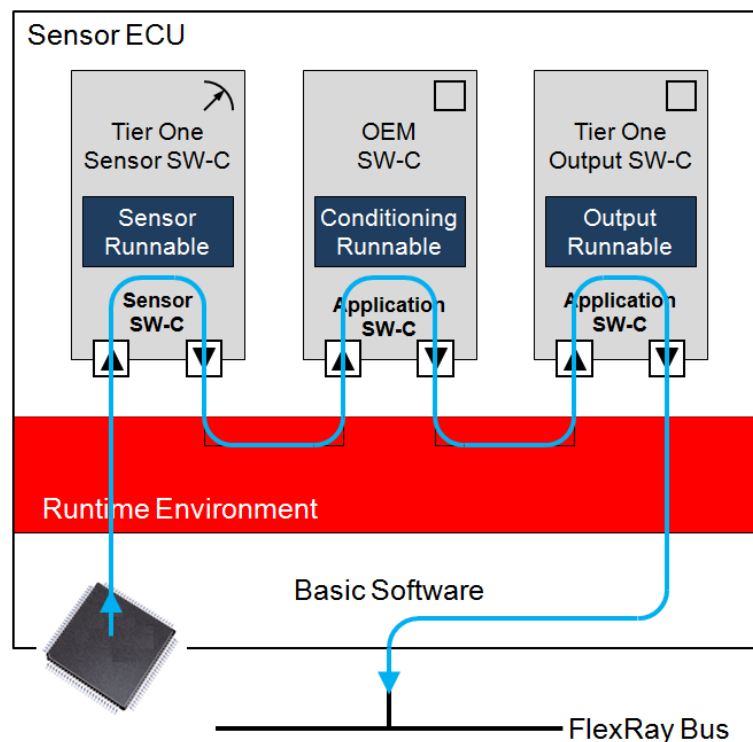 Sensor ECU
Tier One
Sensor SW-C
Sensor
Runnable
Sensor
SW-C
OEM
SW-C
Conditioning
Runnable
Application
SW-C
Tier One
Output SW-C
Output
Runnable
Application
SW-C
Runtime Environment
Basic Software
FlexRay Bus